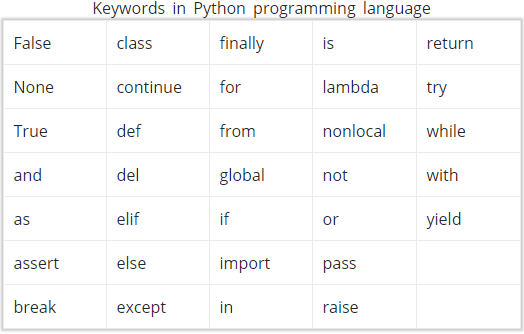 Keywords in Python programming language
False class finally is return
None continue for lambda try
True def from nonlocal while
and del global not with
as elif if or yield
assert else import pass
break except in raise